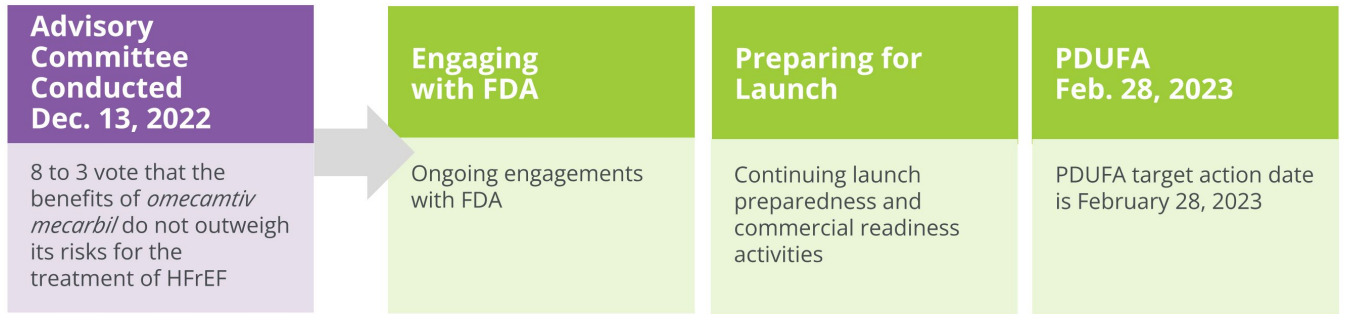 Advisory
Committee
Conducted
Dec. 13, 2022
8 to 3 vote that the
benefits of omecamtiv
mecarbil do not outweigh
its risks for the
treatment of HFrEF
Engaging
with FDA
Ongoing engagements
with FDA
Preparing for
Launch
Continuing launch
preparedness and
commercial readiness
activities
PDUFA
Feb. 28, 2023
PDUFA target action date
is February 28, 2023